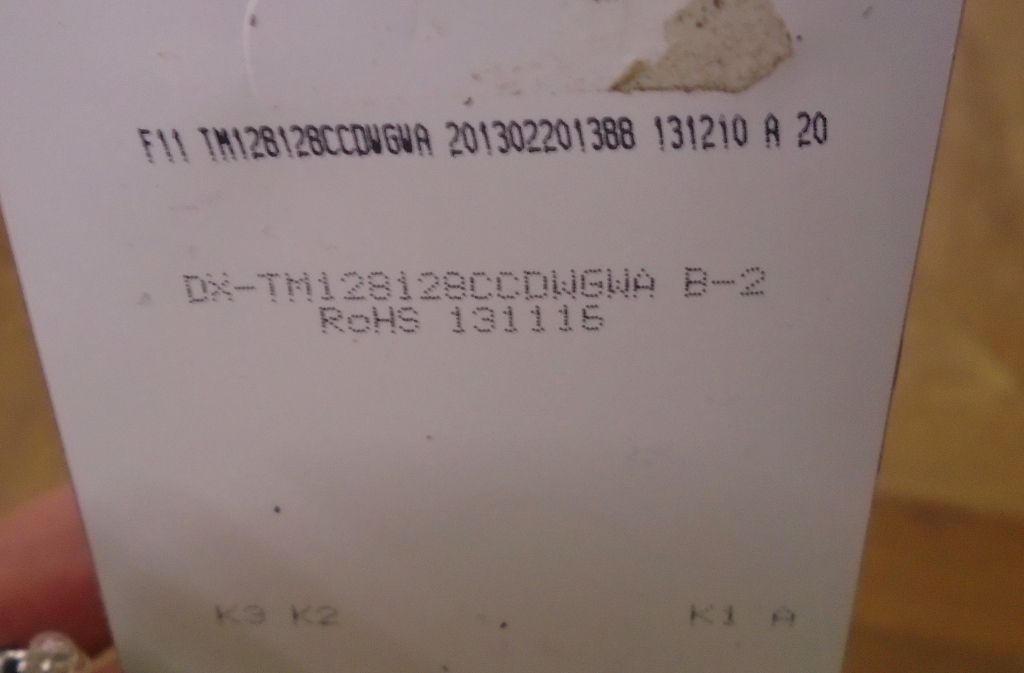 F11 TM128128CCDWGWA 201302201388 131210 A 20
DX-TM128128CCDWGWA B-2
RoHS 131115
K3 K2 K1 A